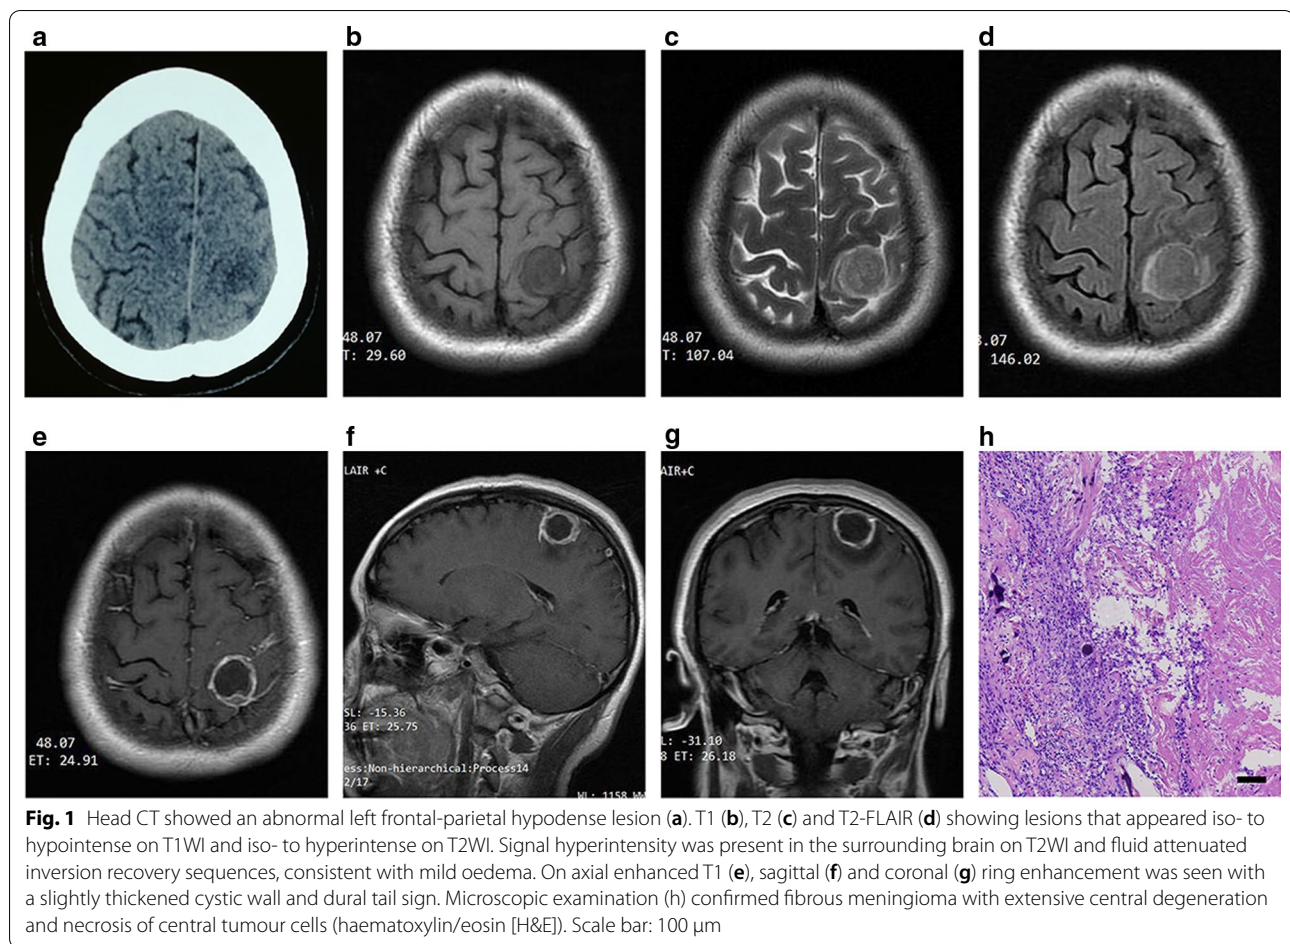 a
b
c
d
48.07
T: 29.60
48.07
T: 107.04
3.07
146.02
e
f
g
h
48.07
ET: 24.91
LAIR +C
SL: -15.36
36 ET: 25.75
ess:Non-hierarchical:Process14
2/17
WL: 1158 WW
AIR+C
L: -31.10
8 ET: 26.18
Fig. 1 Head CT showed an abnormal left frontal-parietal hypodense lesion (a). T1 (b), T2 (c) and T2-FLAIR (d) showing lesions that appeared iso- to
hypointense on T1WI and iso- to hyperintense on T2WI. Signal hyperintensity was present in the surrounding brain on T2WI and fluid attenuated
inversion recovery sequences, consistent with mild oedema. On axial enhanced T1 (e), sagittal (f) and coronal (g) ring enhancement was seen with
a slightly thickened cystic wall and dural tail sign. Microscopic examination (h) confirmed fibrous meningioma with extensive central degeneration
and necrosis of central tumour cells (haematoxylin/eosin [H&E]). Scale bar: 100 μm